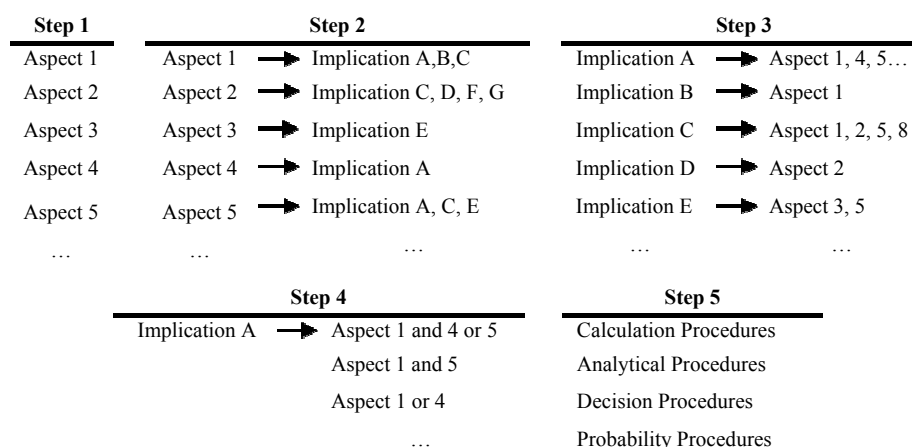 Step 1 Step 2 Step 3
Aspect 1 Aspect 1 Implication A,B,C Implication A Aspect 1, 4, 5…
Aspect 2 Aspect 2 Implication C, D, F, G Implication B Aspect 1
Aspect 3 Aspect 3 Implication E Implication C Aspect 1, 2, 5, 8
Aspect 4 Aspect 4 Implication A Implication D Aspect 2
Aspect 5 Aspect 5 Implication A, C, E Implication E Aspect 3, 5
… … … … …
Step 4 Step 5
Implication A Aspect 1 and 4 or 5 Calculation Procedures
Aspect 1 and 5 Analytical Procedures
Aspect 1 or 4 Decision Procedures
… Probability Procedures